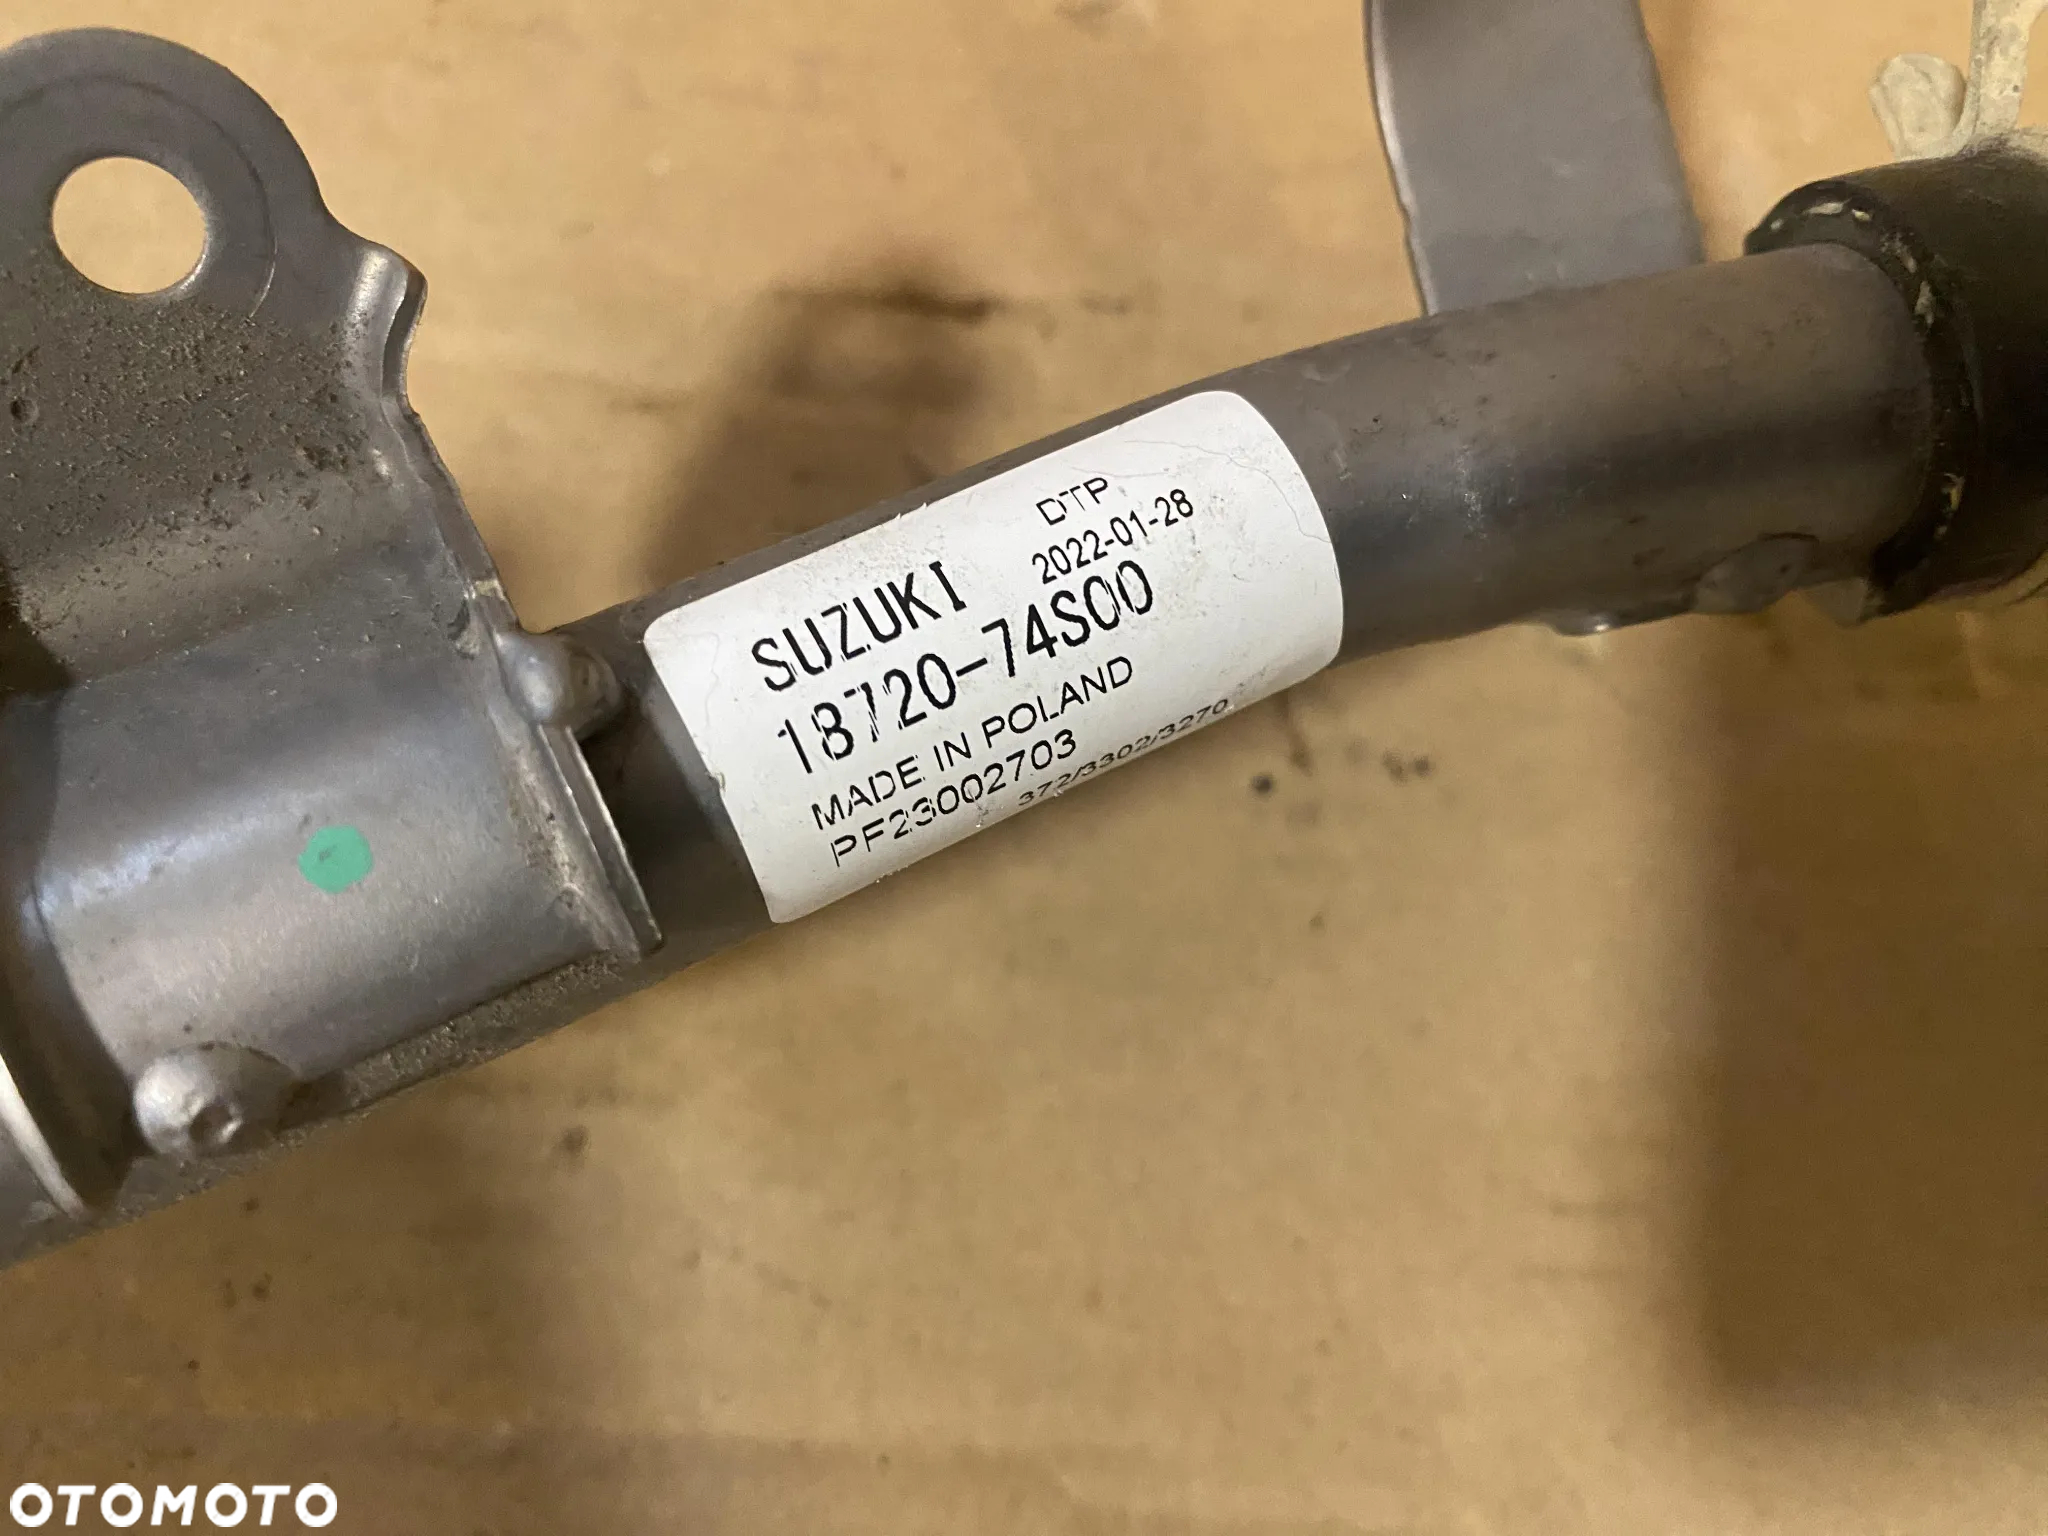 DTP
2022-01-28
SUZUKI
18720-74S00
MADE IN POLAND
PF23002703
372/3302/3270
OTOMOTO